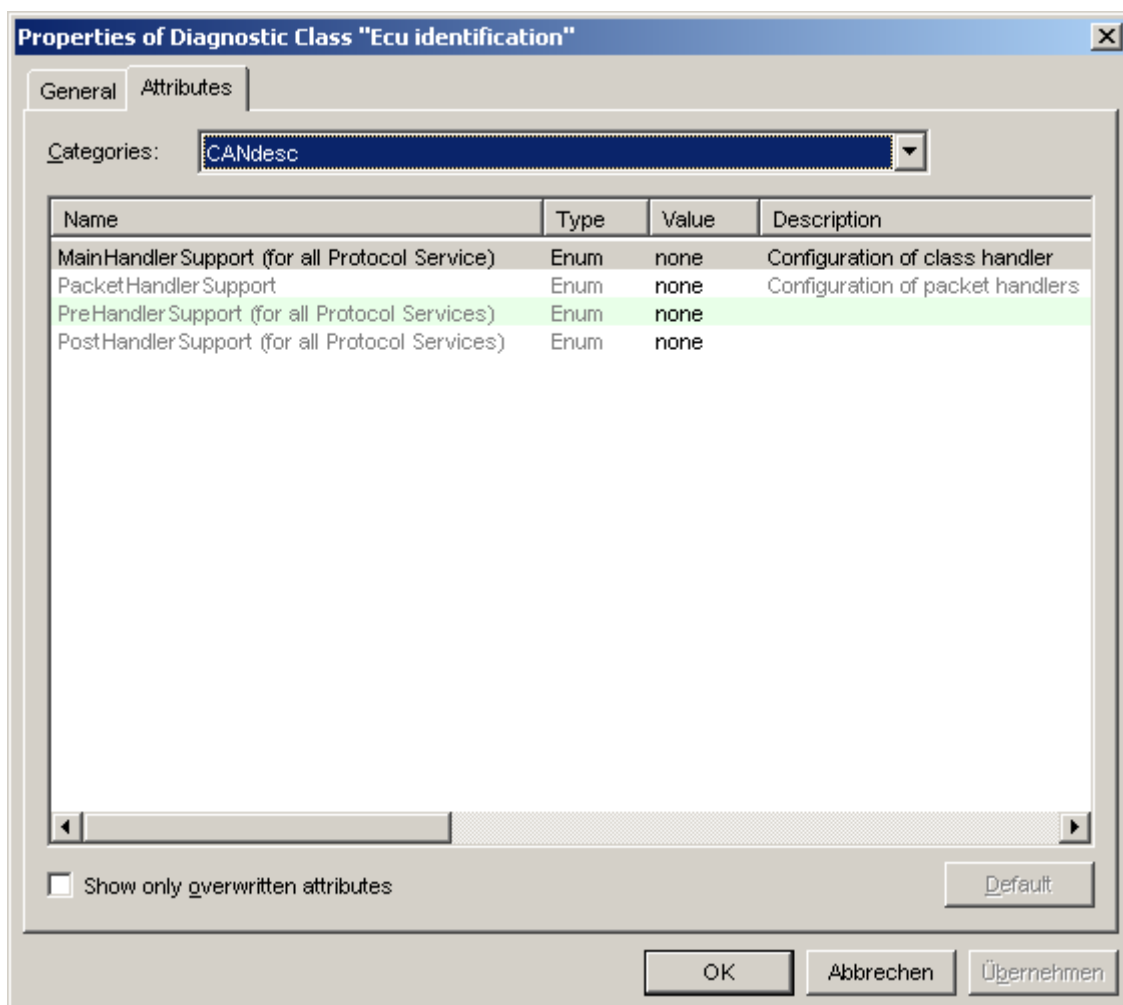 Properties of Diagnostic Class "Ecu identification"
General Attributes
Categories: CANdesc
Name Type Value Description
MainHandlerSupport (for all Protocol Service) Enum none Configuration of class handler
PacketHandlerSupport Enum none Configuration of packet handlers
PreHandlerSupport (for all Protocol Services) Enum none
PostHandlerSupport (for all Protocol Services) Enum none
Show only overwritten attributes Default
OK Abbrechen Übernehmen